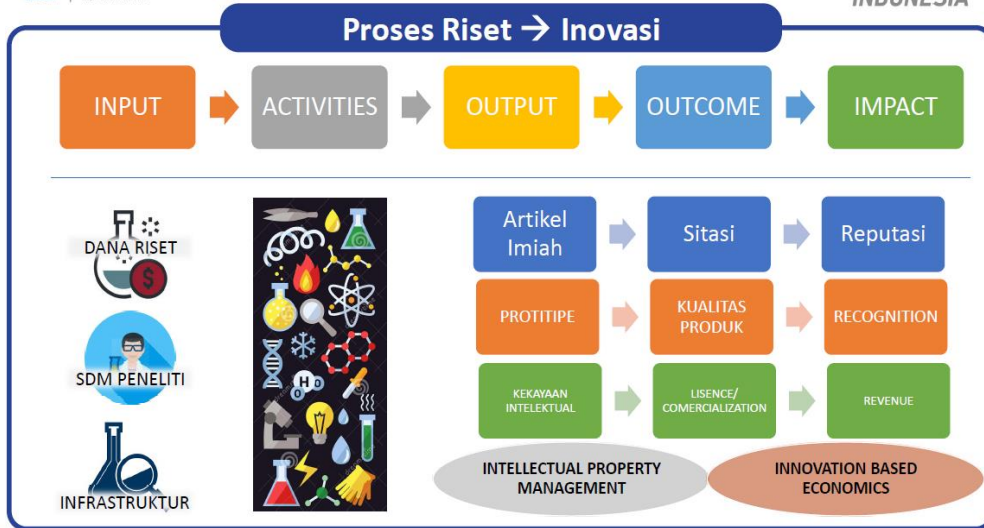 INDONESIA
Proses Riset → Inovasi
INPUT
ACTIVITIES
OUTPUT
OUTCOME
IMPACT
DANA RISET
SDM PENELITI
INFRASTRUKTUR
H O
Artikel
Imiah
Sitasi
Reputasi
PROTITIPE
KUALITAS
PRODUK
RECOGNITION
KEKAYAAN
INTELEKTUAL
LISENCE/
COMERCIALIZATION
REVENUE
INTELLECTUAL PROPERTY
MANAGEMENT
INNOVATION BASED
ECONOMICS